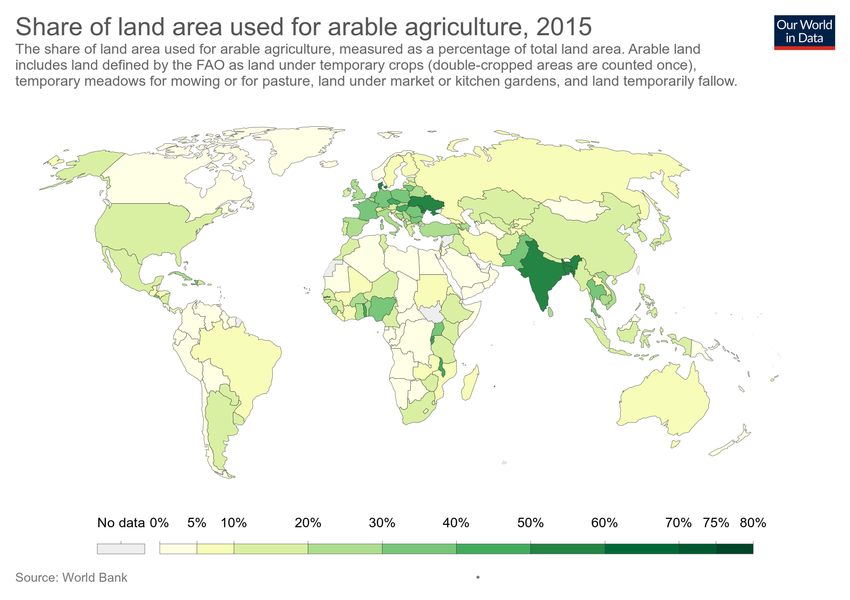 Share of land area used for arable agriculture, 2015
Our World
in Data
The share of land area used for arable agriculture, measured as a percentage of total land area. Arable land
includes land defined by the FAO as land under temporary crops (double-cropped areas are counted once),
temporary meadows for mowing or for pasture, land under market or kitchen gardens, and land temporarily fallow.
No data 0% 5% 10% 20% 30% 40% 50% 60% 70% 75% 80%
Source: World Bank